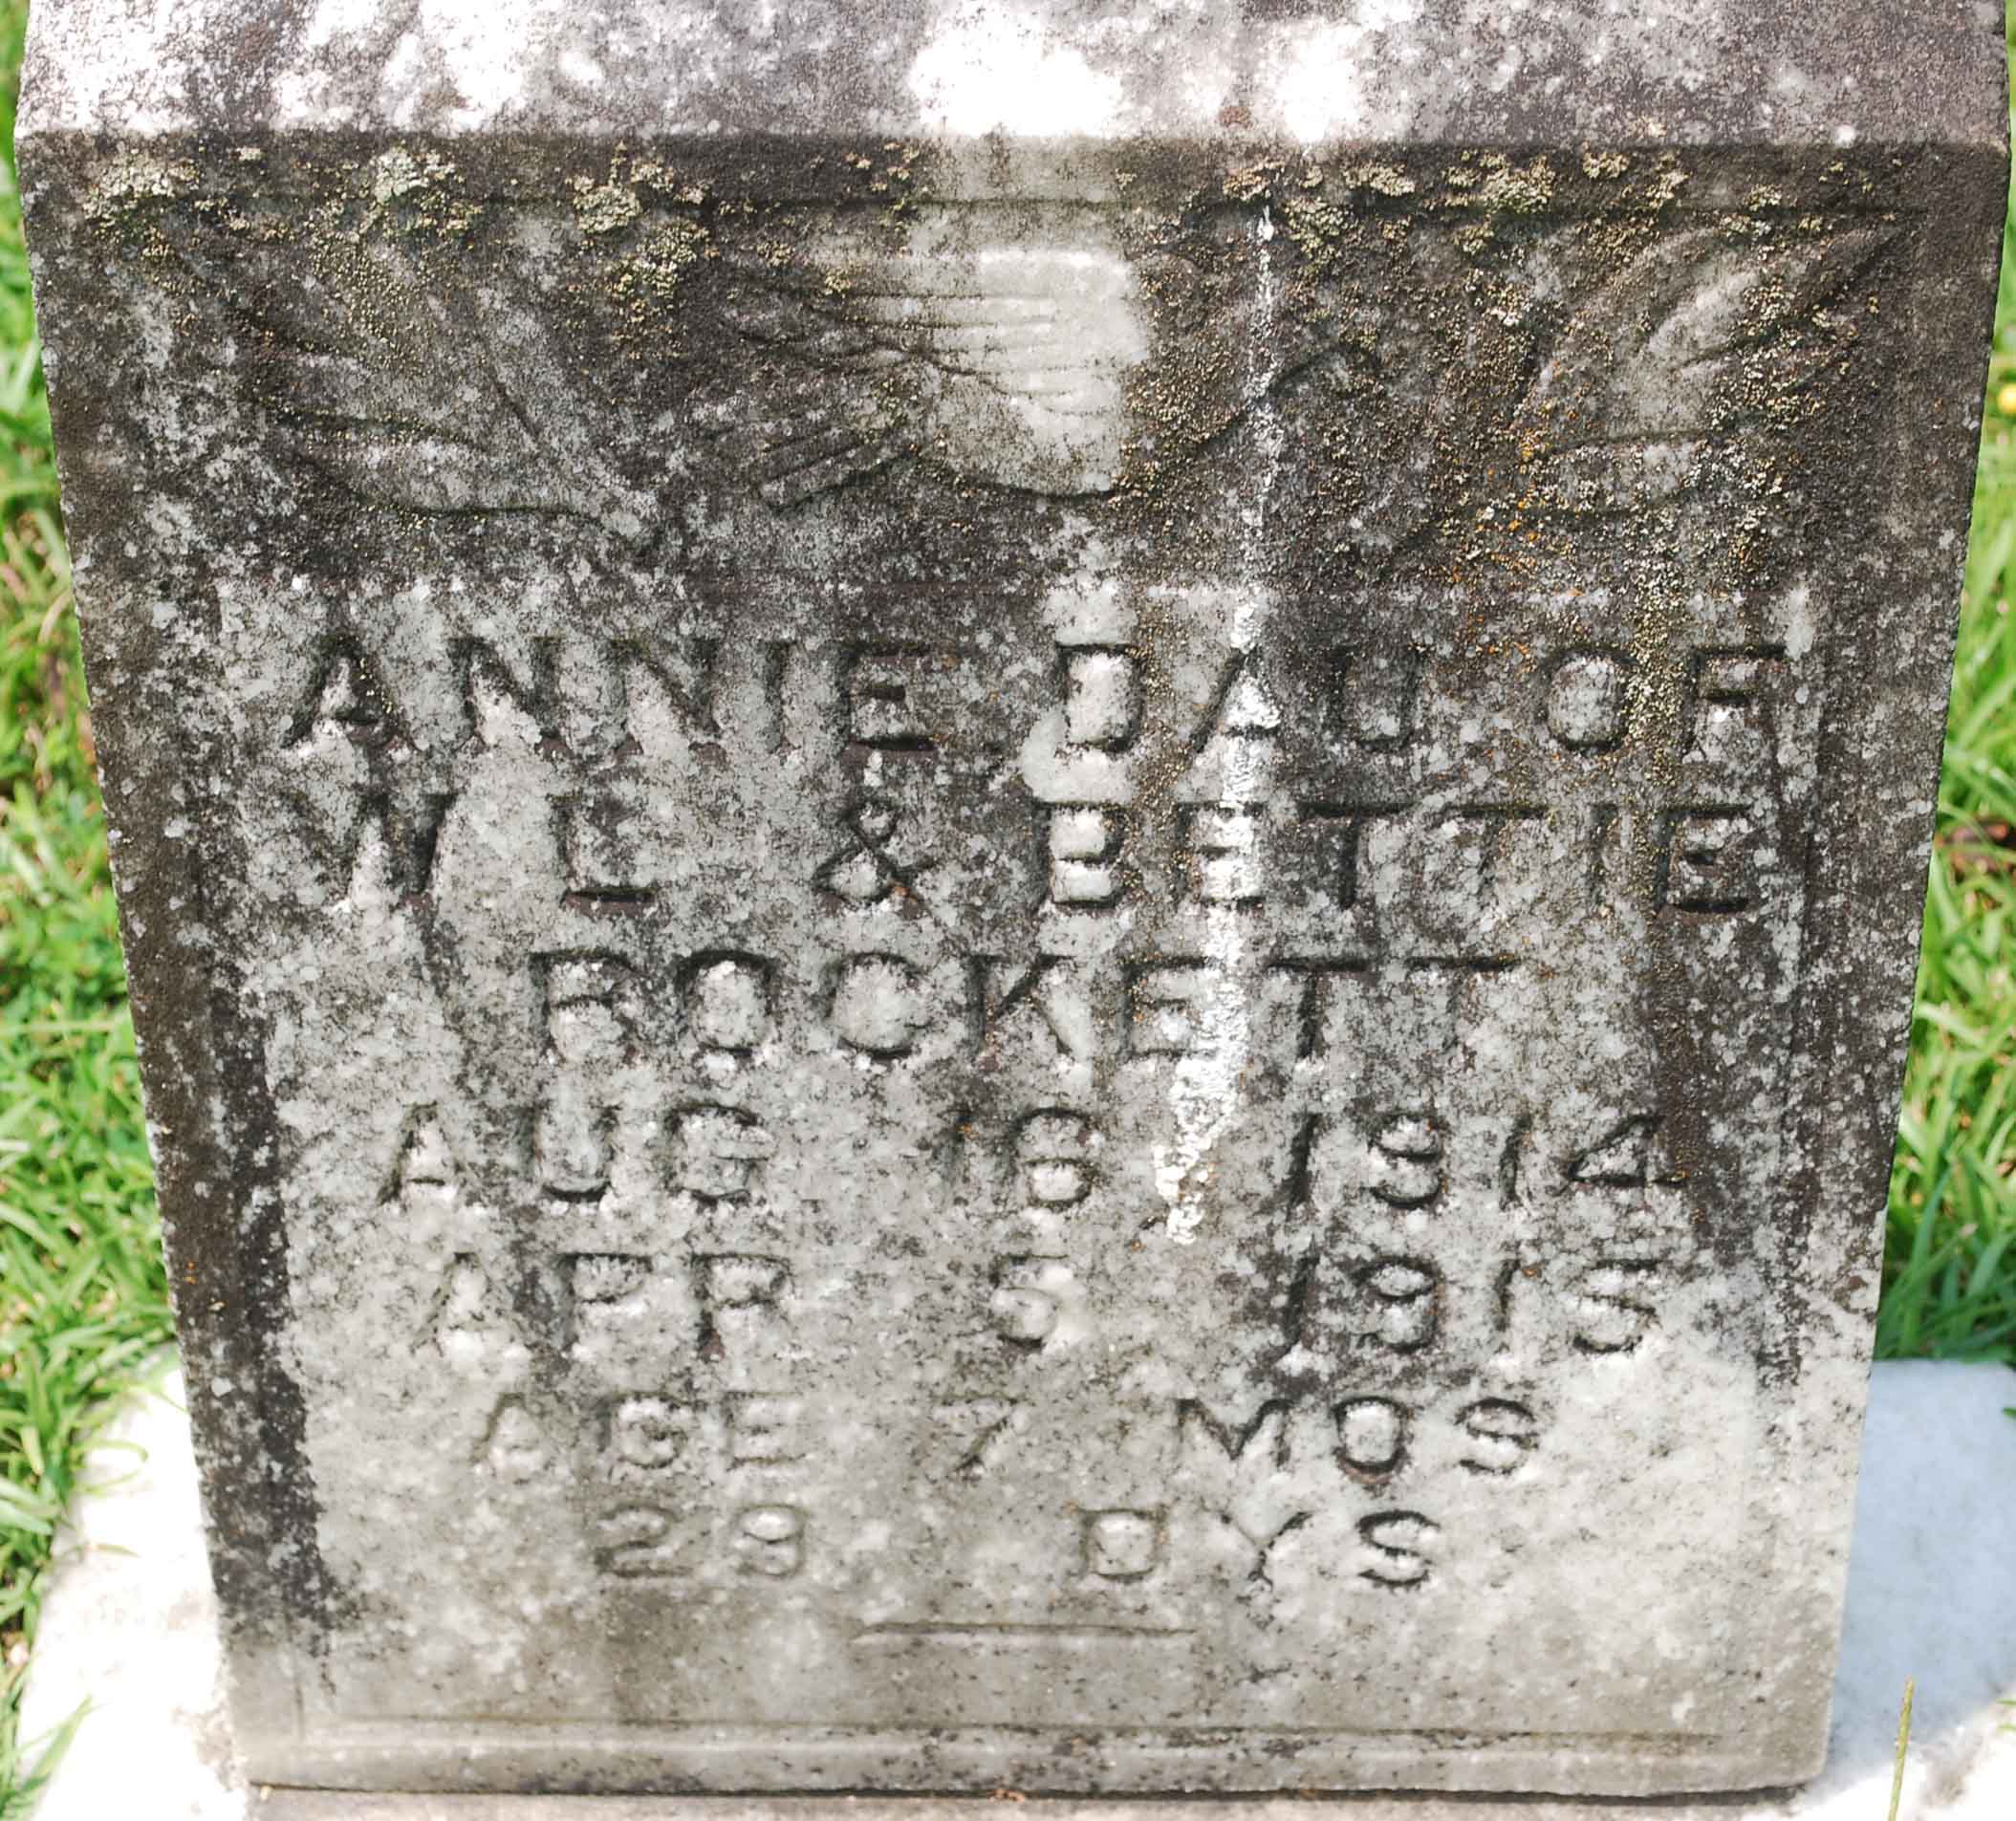 ANNIE DAU OF
W L & BETTIE
ROCKETT
AUG 16 1914
APR 5 1915
AGE 7 MOS
29 DYS